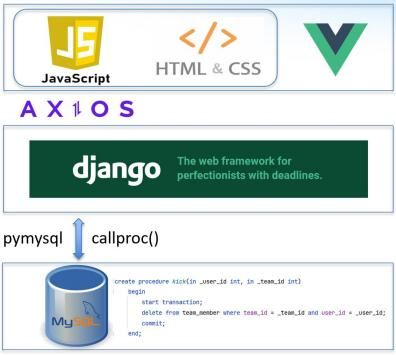 JS
JavaScript
</>
HTML & CSS
AXIOS
django
The web framework for
perfectionists with deadlines.
pymysql
callproc()
MySQL
create procedure kick(in _user_id int, in _team_id int)
begin
start transaction;
delete from team_member where team_id = _team_id and user_id = _user_id;
commit;
end;